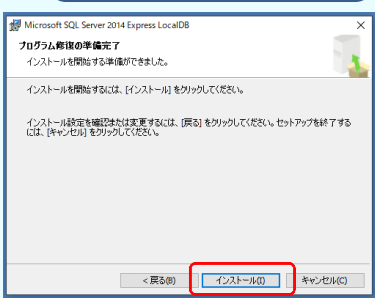 Microsoft SQL Server 2014 Express LocalDB
プログラム修復の準備完了
インストールを開始する準備ができました。
インストールを開始するには、[インストール] をクリックしてください。
インストール設定を確認または変更するには、[戻る] をクリックしてください。セットアップを終了する
には、[キャンセル] をクリックしてください。
< 戻る(B)
インストール(I)
キャンセル(C)